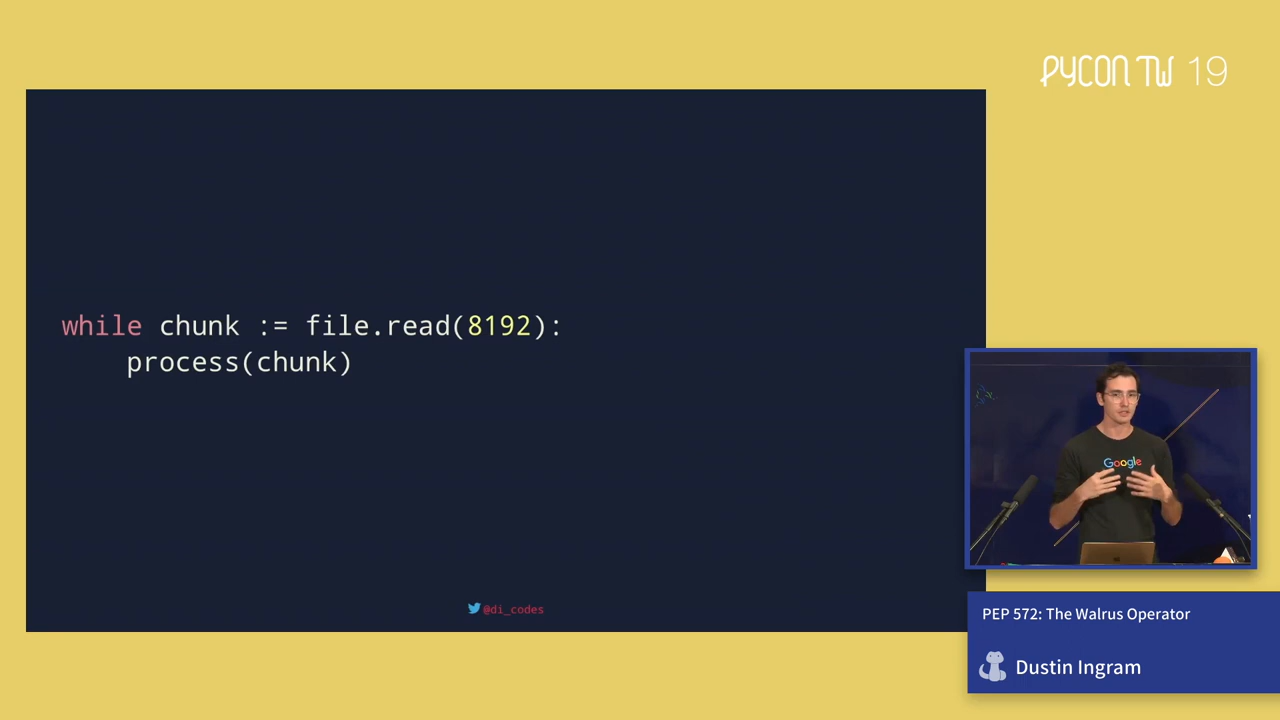 PYCON TW 19
while chunk := file.read(8192):
    process(chunk)
@di_codes
Google
PEP 572: The Walrus Operator
Dustin Ingram